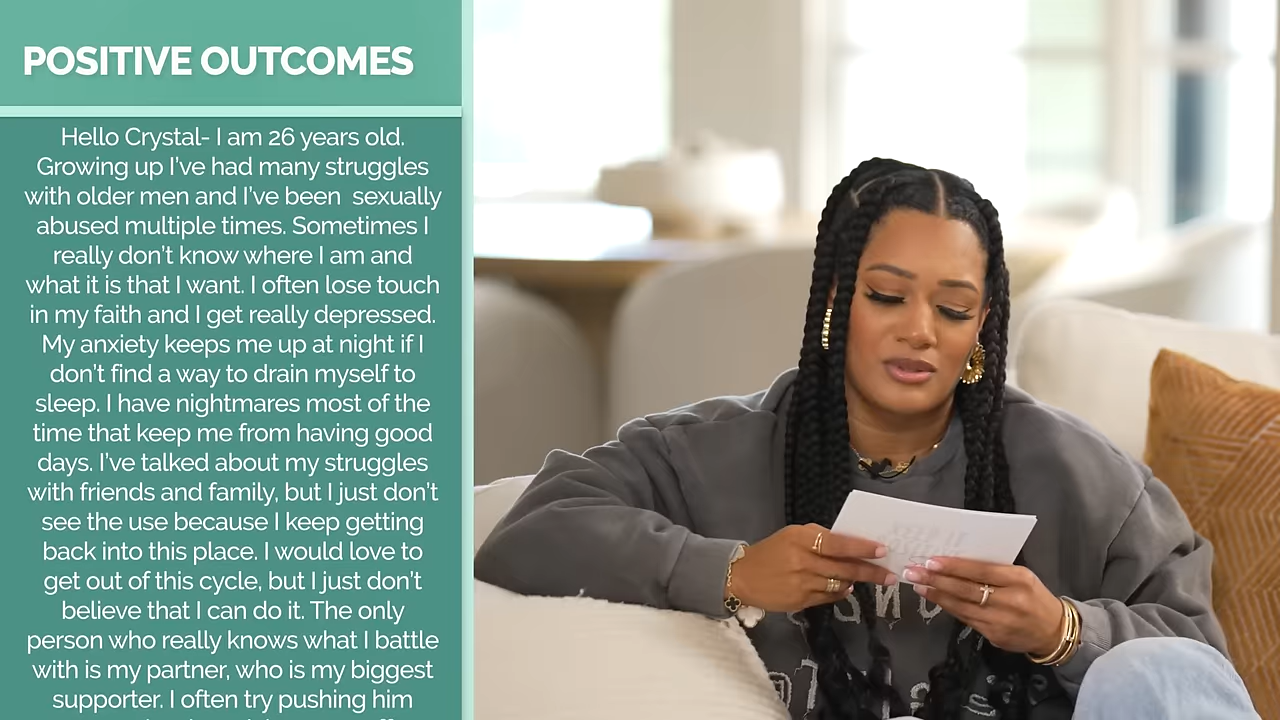 POSITIVE OUTCOMES
Hello Crystal- I am 26 years old.
Growing up I've had many struggles
with older men and I've been  sexually
abused multiple times. Sometimes I
really don't know where I am and
what it is that I want. I often lose touch
in my faith and I get really depressed.
My anxiety keeps me up at night if I
don't find a way to drain myself to
sleep. I have nightmares most of the
time that keep me from having good
days. I've talked about my struggles
with friends and family, but I just don't
see the use because I keep getting
back into this place. I would love to
get out of this cycle, but I just don't
believe that I can do it. The only
person who really knows what I battle
with is my partner, who is my biggest
supporter. I often try pushing him